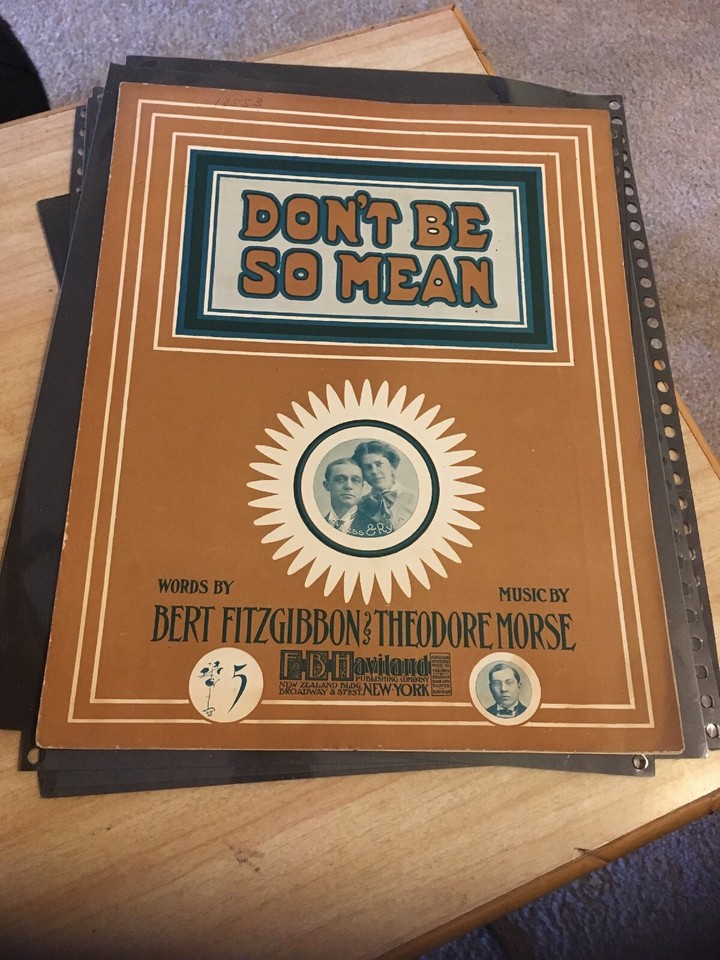 DON'T BE
SO MEAN
& Ryan
WORDS BY
MUSIC BY
BERT FITZGIBBON & THEODORE MORSE
5
F·B·Haviland
PUBLISHING COMPANY
NEW ZEALAND BLDG.
BROADWAY & 37TH ST. NEW-YORK